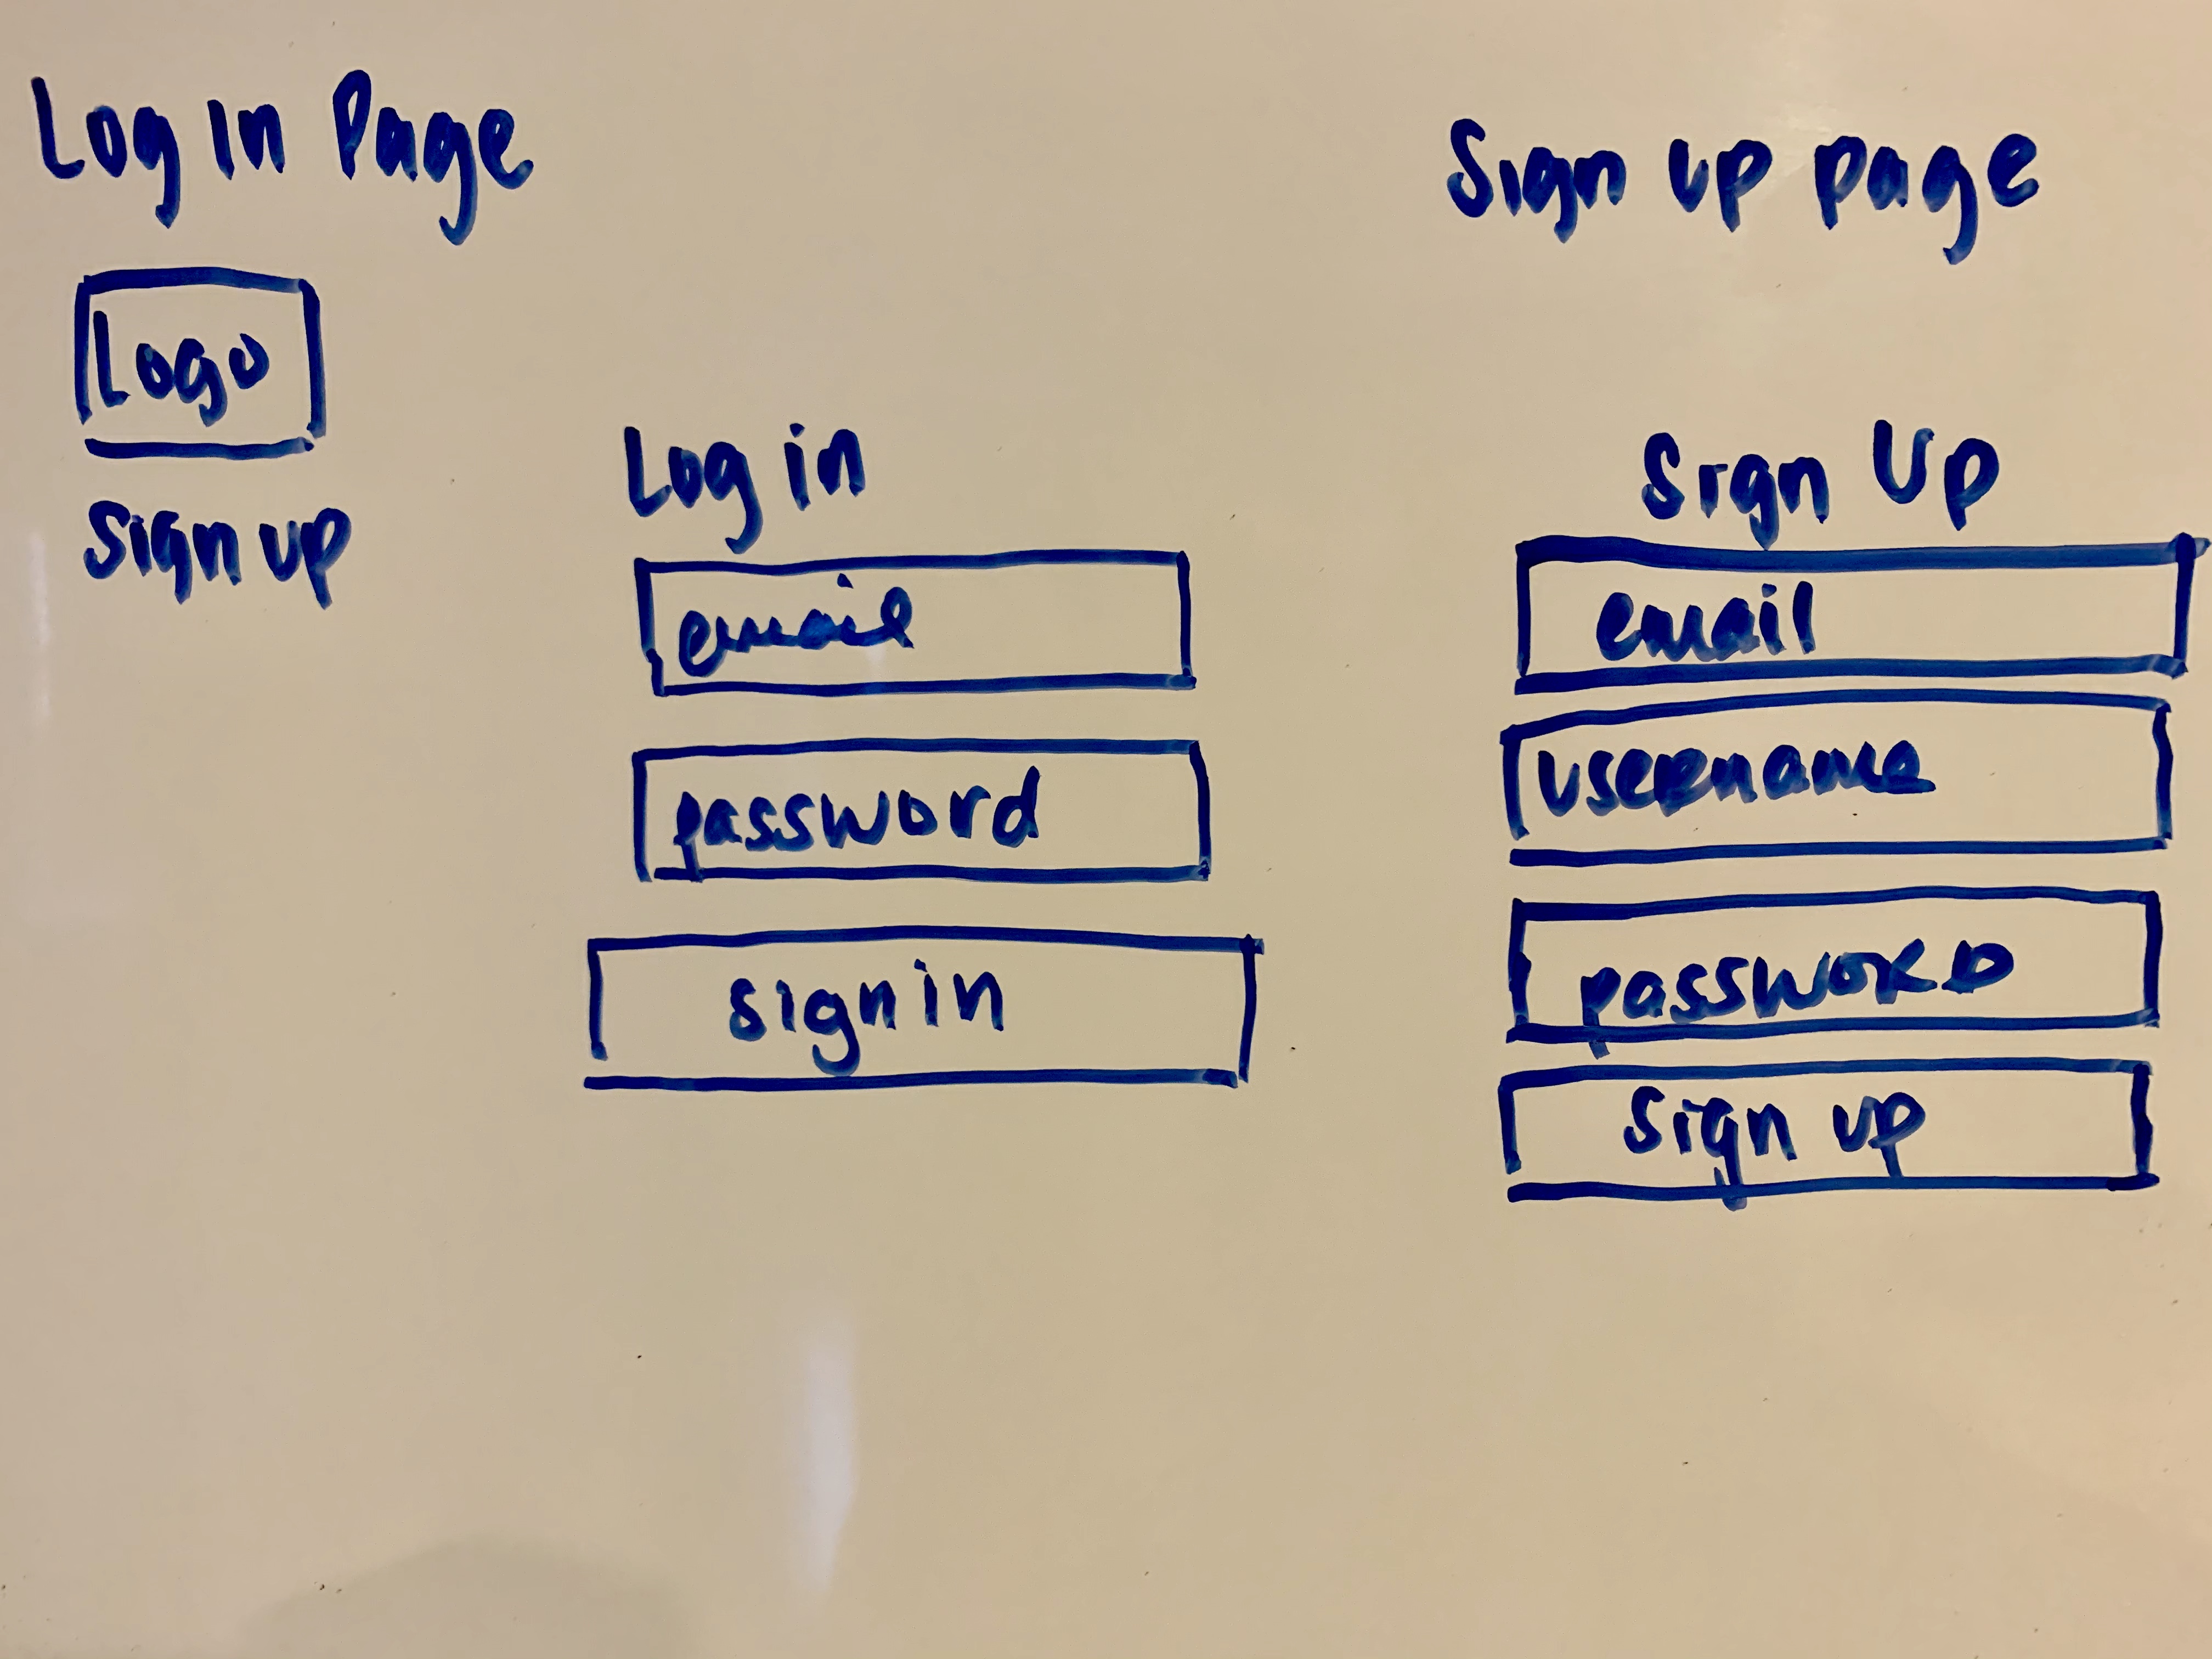 Log in Page
Logo
Sign up
Log in
email
password
sign in
Sign up page
Sign Up
email
username
password
Sign up